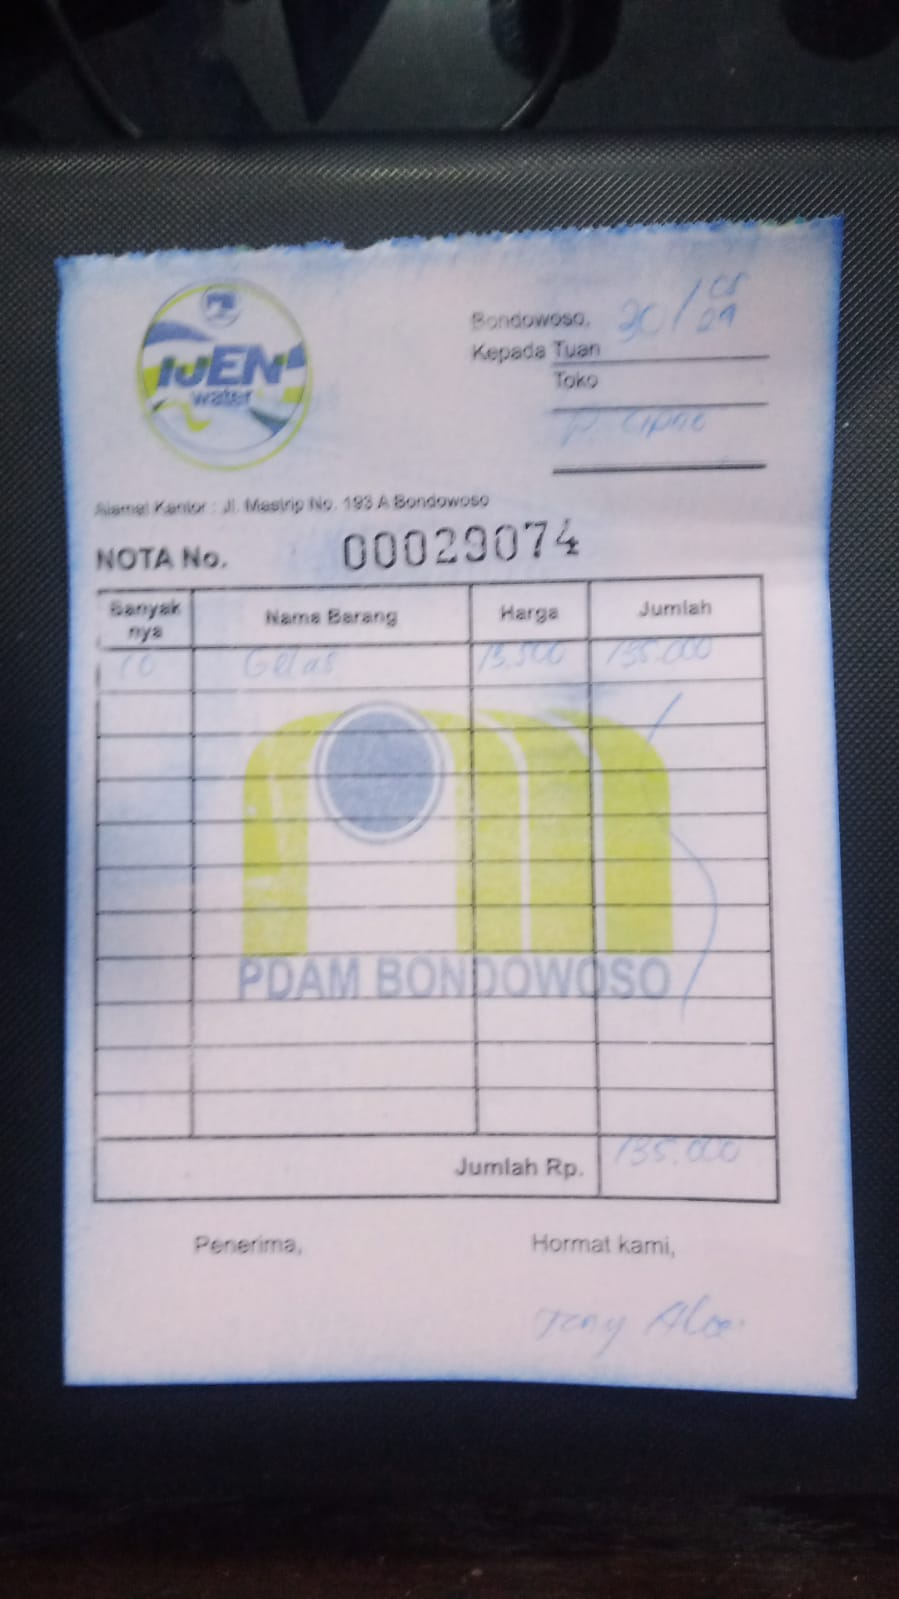 IJEN
water
Bondowoso, 30/05 24
Kepada Tuan
Toko
Alamat Kantor : Jl. Mastrip No. 193 A Bondowoso
NOTA No. 00029074
Banyak nya Nama Barang Harga Jumlah
10 Gelas 13.500 135.000
PDAM BONDOWOSO
Jumlah Rp. 135.000
Penerima, Hormat kami,
Tony